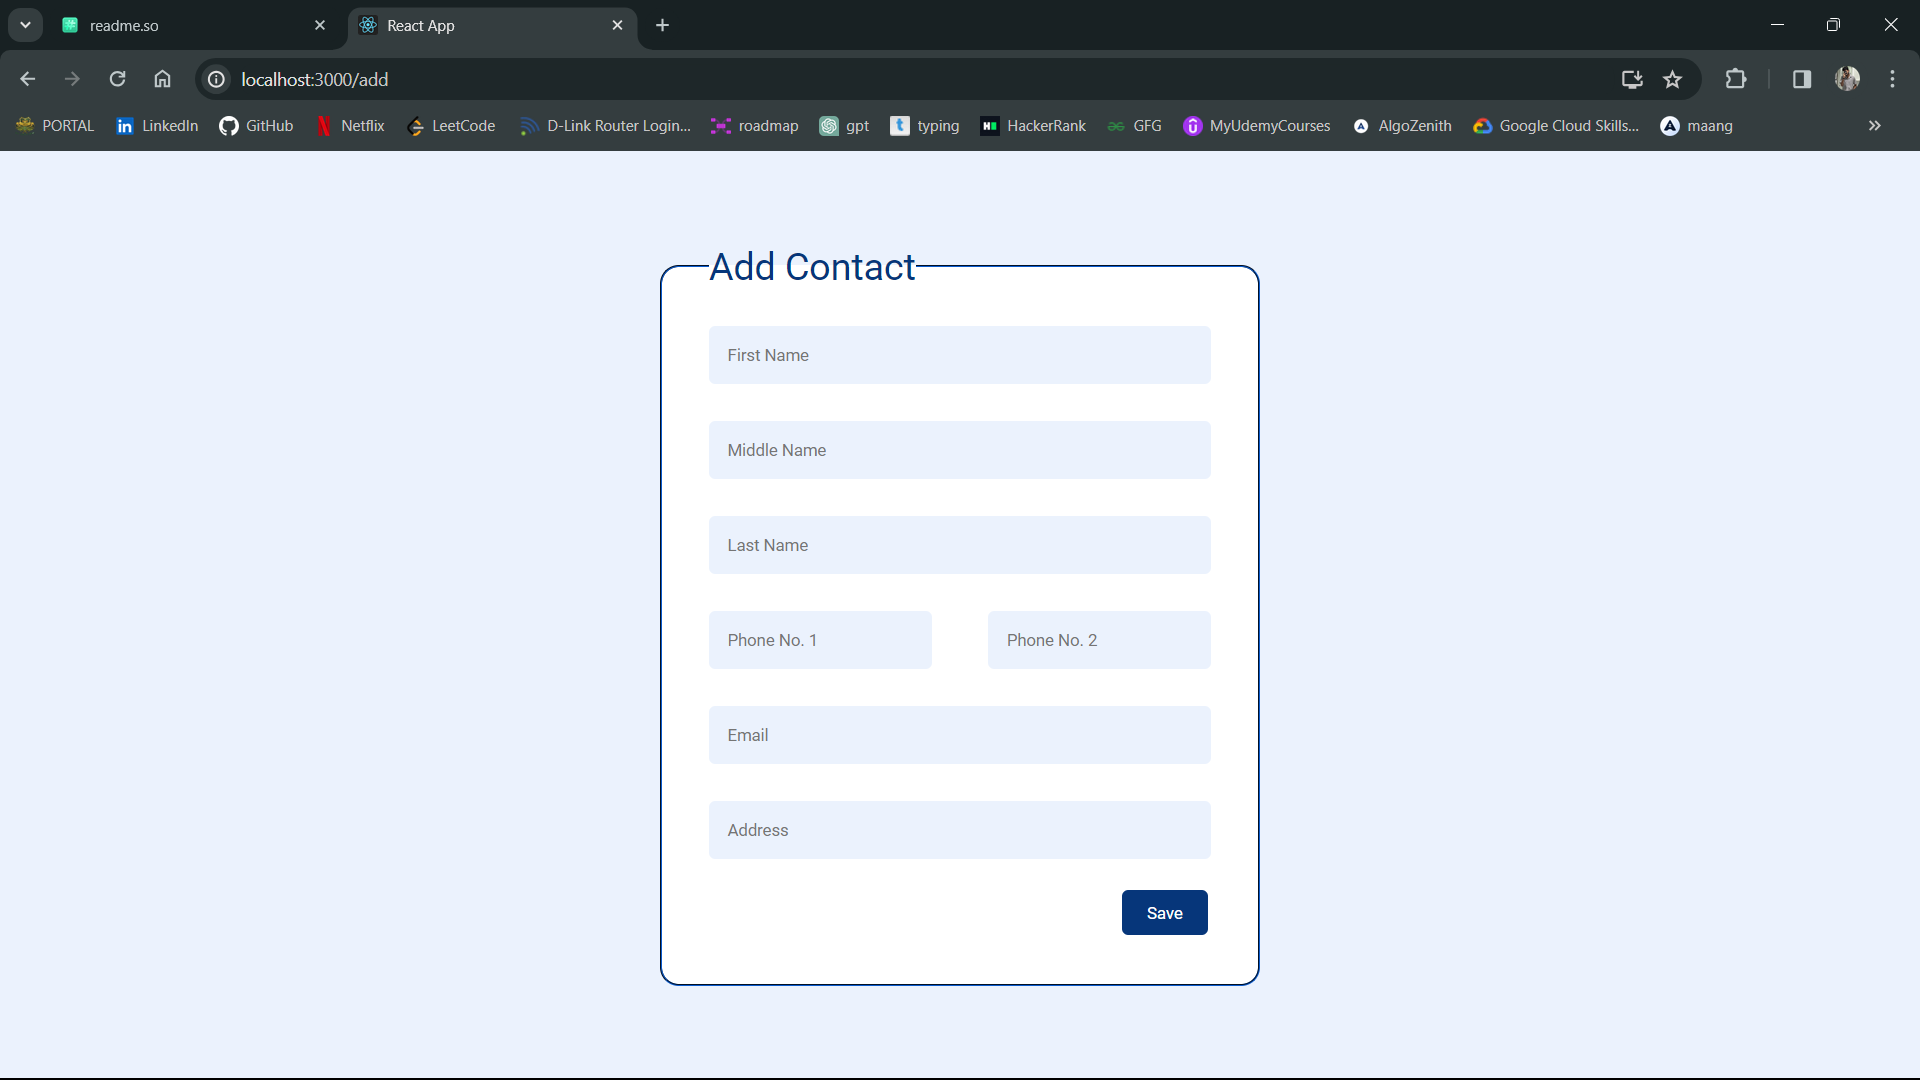 readme.so
React App
localhost:3000/add
PORTAL LinkedIn GitHub Netflix LeetCode D-Link Router Login... roadmap gpt typing HackerRank GFG MyUdemyCourses AlgoZenith Google Cloud Skills... maang
Add Contact
First Name
Middle Name
Last Name
Phone No. 1 Phone No. 2
Email
Address
Save